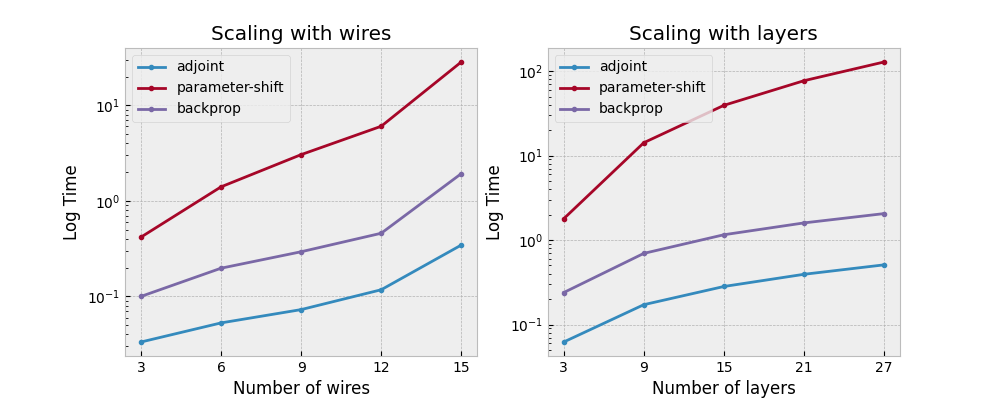 Scaling with wires
adjoint
parameter-shift
backprop
10¹
10⁰
10⁻¹
Log Time
3 6 9 12 15
Number of wires
Scaling with layers
adjoint
parameter-shift
backprop
10²
10¹
10⁰
10⁻¹
Log Time
3 9 15 21 27
Number of layers